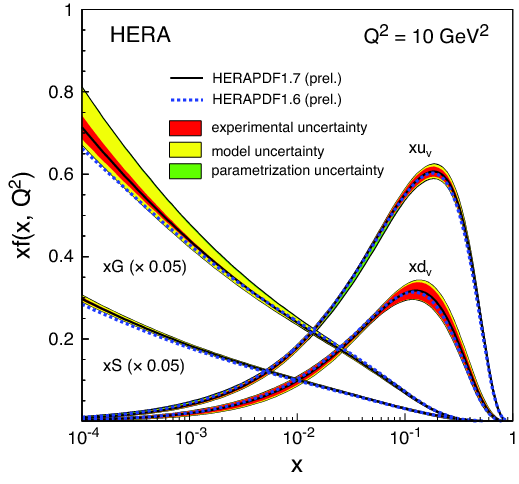 HERA
Q² = 10 GeV²
HERAPDF1.7 (prel.)
HERAPDF1.6 (prel.)
experimental uncertainty
model uncertainty
parametrization uncertainty
xuᵥ
xdᵥ
xG (× 0.05)
xS (× 0.05)
xf(x, Q²)
1
0.8
0.6
0.4
0.2
10⁻⁴
10⁻³
10⁻²
10⁻¹
1
x